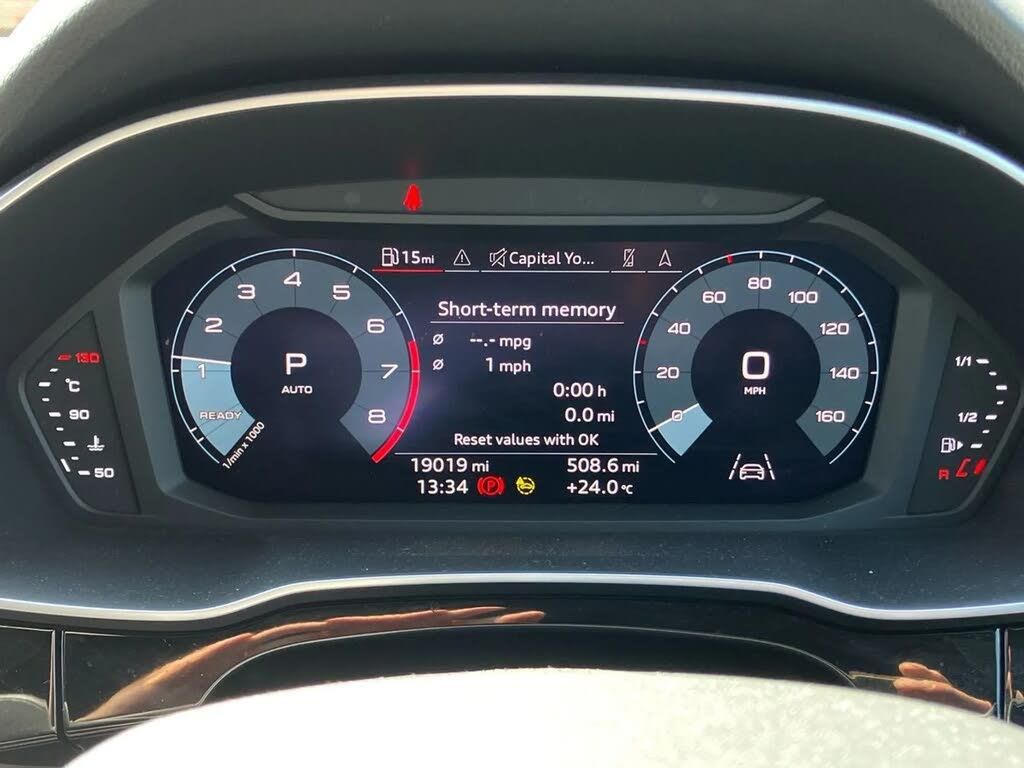 15mi
Capital Yo...
Short-term memory
Ø --.- mpg
Ø 1 mph
0:00 h
0.0 mi
Reset values with OK
19019 mi
508.6 mi
13:34
P
+24.0 °C
1
2
3
4
5
6
7
8
READY
1/min x 1000
P
AUTO
0
20
40
60
80
100
120
140
160
0
MPH
130
°C
90
50
1/1
1/2
R